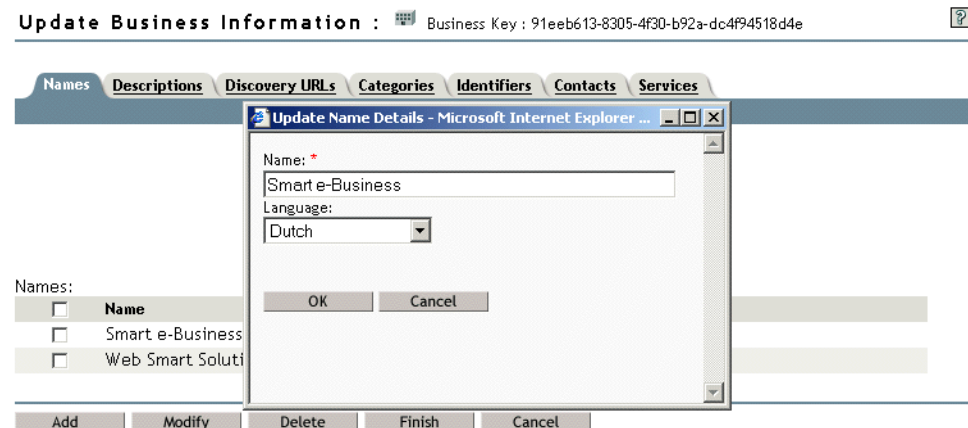 Update Business Information : Business Key : 91eeb613-8305-4f30-b92a-dc4f94518d4e ?
Names Descriptions Discovery URLs Categories Identifiers Contacts Services
Update Name Details - Microsoft Internet Explorer ...
Name: *
Smart e-Business
Language:
Dutch
OK Cancel
Names:
Name
Smart e-Business
Web Smart Soluti
Add Modify Delete Finish Cancel